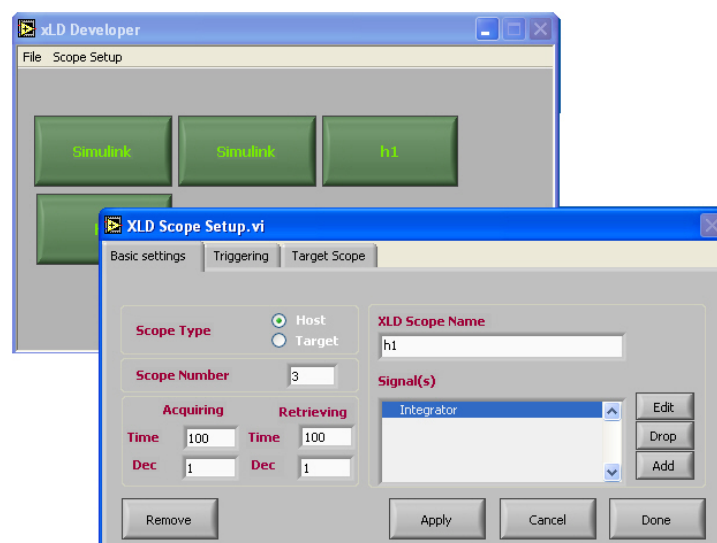 xLD Developer
File Scope Setup
Simulink Simulink h1
XLD Scope Setup.vi
Basic settings Triggering Target Scope
Scope Type
Host
Target
XLD Scope Name
h1
Scope Number 3
Signal(s)
Integrator
Edit
Drop
Add
Acquiring Retrieving
Time 100 Time 100
Dec 1 Dec 1
Remove Apply Cancel Done